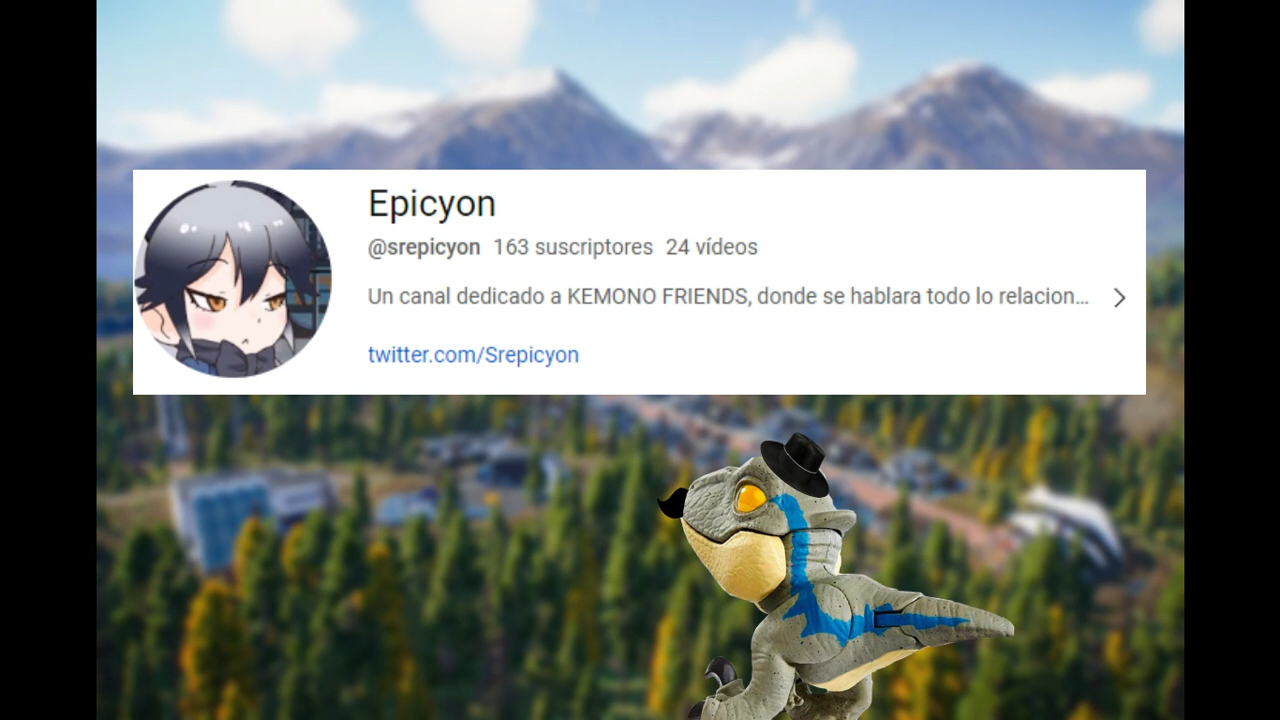 Epicyon
@srepicyon 163 suscriptores 24 vídeos
Un canal dedicado a KEMONO FRIENDS, donde se hablara todo lo relacion...
twitter.com/Srepicyon